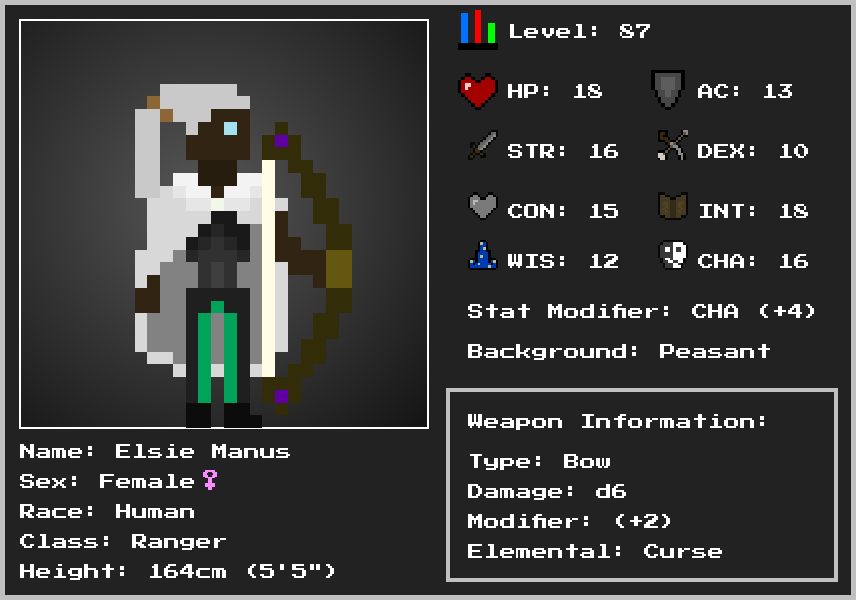 Level: 87
HP: 18 AC: 13
STR: 16 DEX: 10
CON: 15 INT: 18
WIS: 12 CHA: 16
Stat Modifier: CHA (+4)
Background: Peasant
Weapon Information:
Type: Bow
Damage: d6
Modifier: (+2)
Elemental: Curse
Name: Elsie Manus
Sex: Female♀
Race: Human
Class: Ranger
Height: 164cm (5'5")